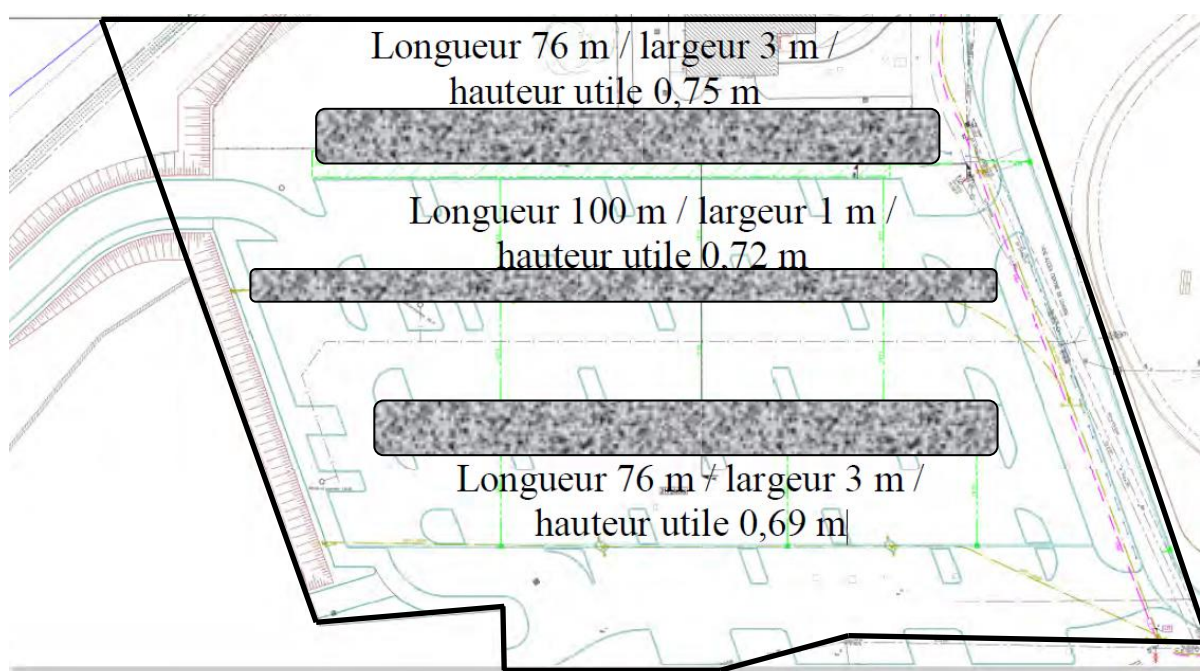 Longueur 76 m / largeur 3 m /
hauteur utile 0,75 m
Longueur 100 m / largeur 1 m /
hauteur utile 0,72 m
Longueur 76 m / largeur 3 m /
hauteur utile 0,69 m